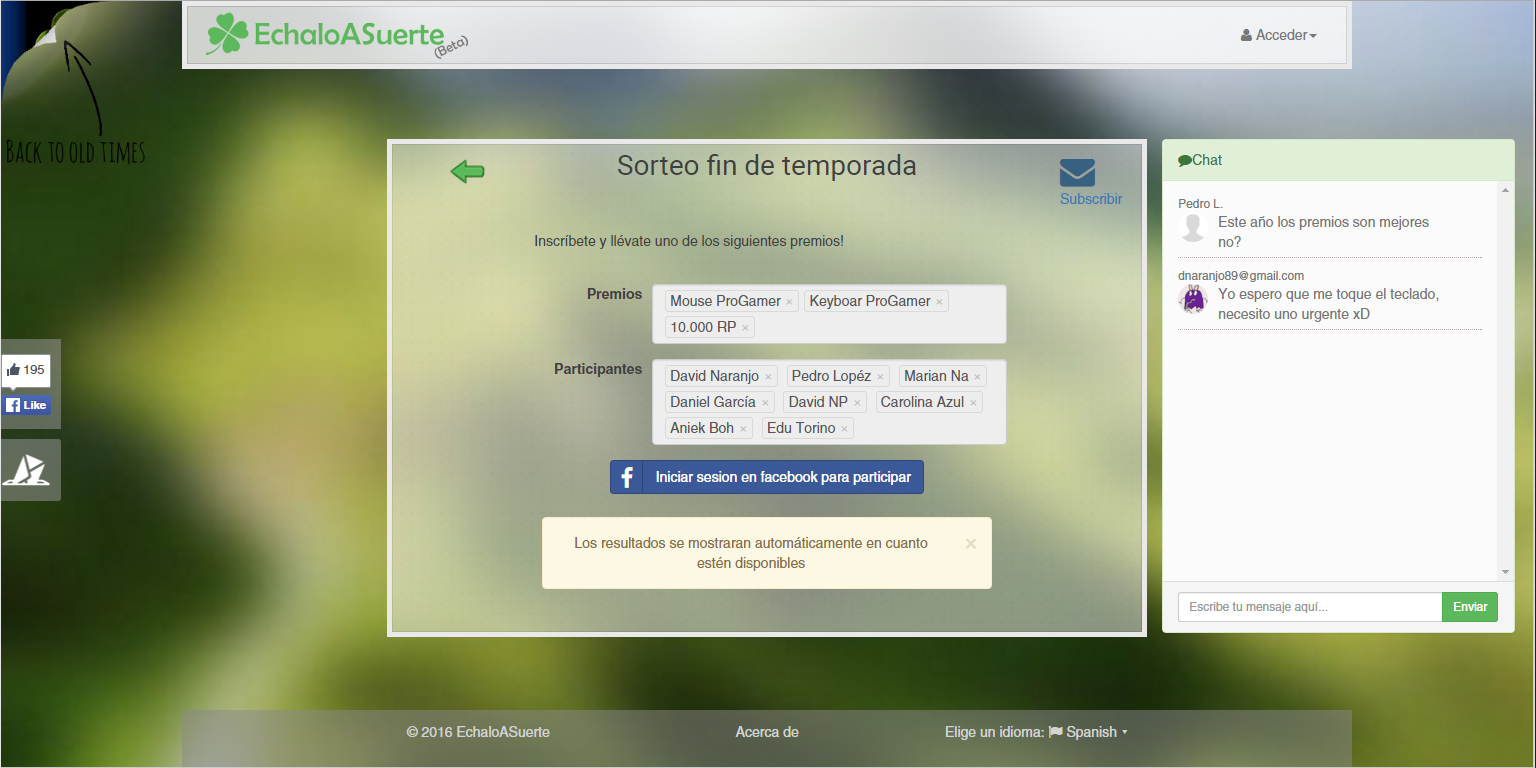 EchaloASuerte
(Beta)
Acceder
BACK TO OLD TIMES
Sorteo fin de temporada
Subscribir
Inscríbete y llévate uno de los siguientes premios!
Premios
Mouse ProGamer ×
Keyboar ProGamer ×
10.000 RP ×
Participantes
David Naranjo ×
Pedro Lopéz ×
Marian Na ×
Daniel García ×
David NP ×
Carolina Azul ×
Aniek Boh ×
Edu Torino ×
Iniciar sesion en facebook para participar
Los resultados se mostraran automáticamente en cuanto
estén disponibles
×
Chat
Pedro L.
Este año los premios son mejores
no?
dnaranjo89@gmail.com
Yo espero que me toque el teclado,
necesito uno urgente xD
Escribe tu mensaje aquí...
Enviar
195
Like
© 2016 EchaloASuerte
Acerca de
Elige un idioma: Spanish